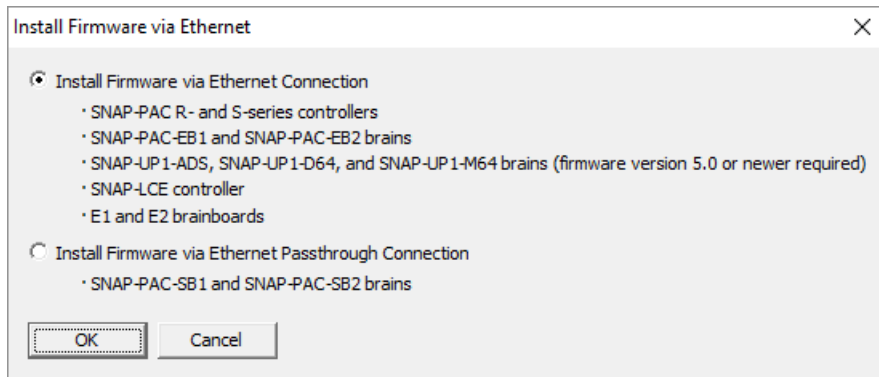 Install Firmware via Ethernet
Install Firmware via Ethernet Connection
· SNAP-PAC R- and S-series controllers
· SNAP-PAC-EB1 and SNAP-PAC-EB2 brains
· SNAP-UP1-ADS, SNAP-UP1-D64, and SNAP-UP1-M64 brains (firmware version 5.0 or newer required)
· SNAP-LCE controller
· E1 and E2 brainboards
Install Firmware via Ethernet Passthrough Connection
· SNAP-PAC-SB1 and SNAP-PAC-SB2 brains
OK Cancel